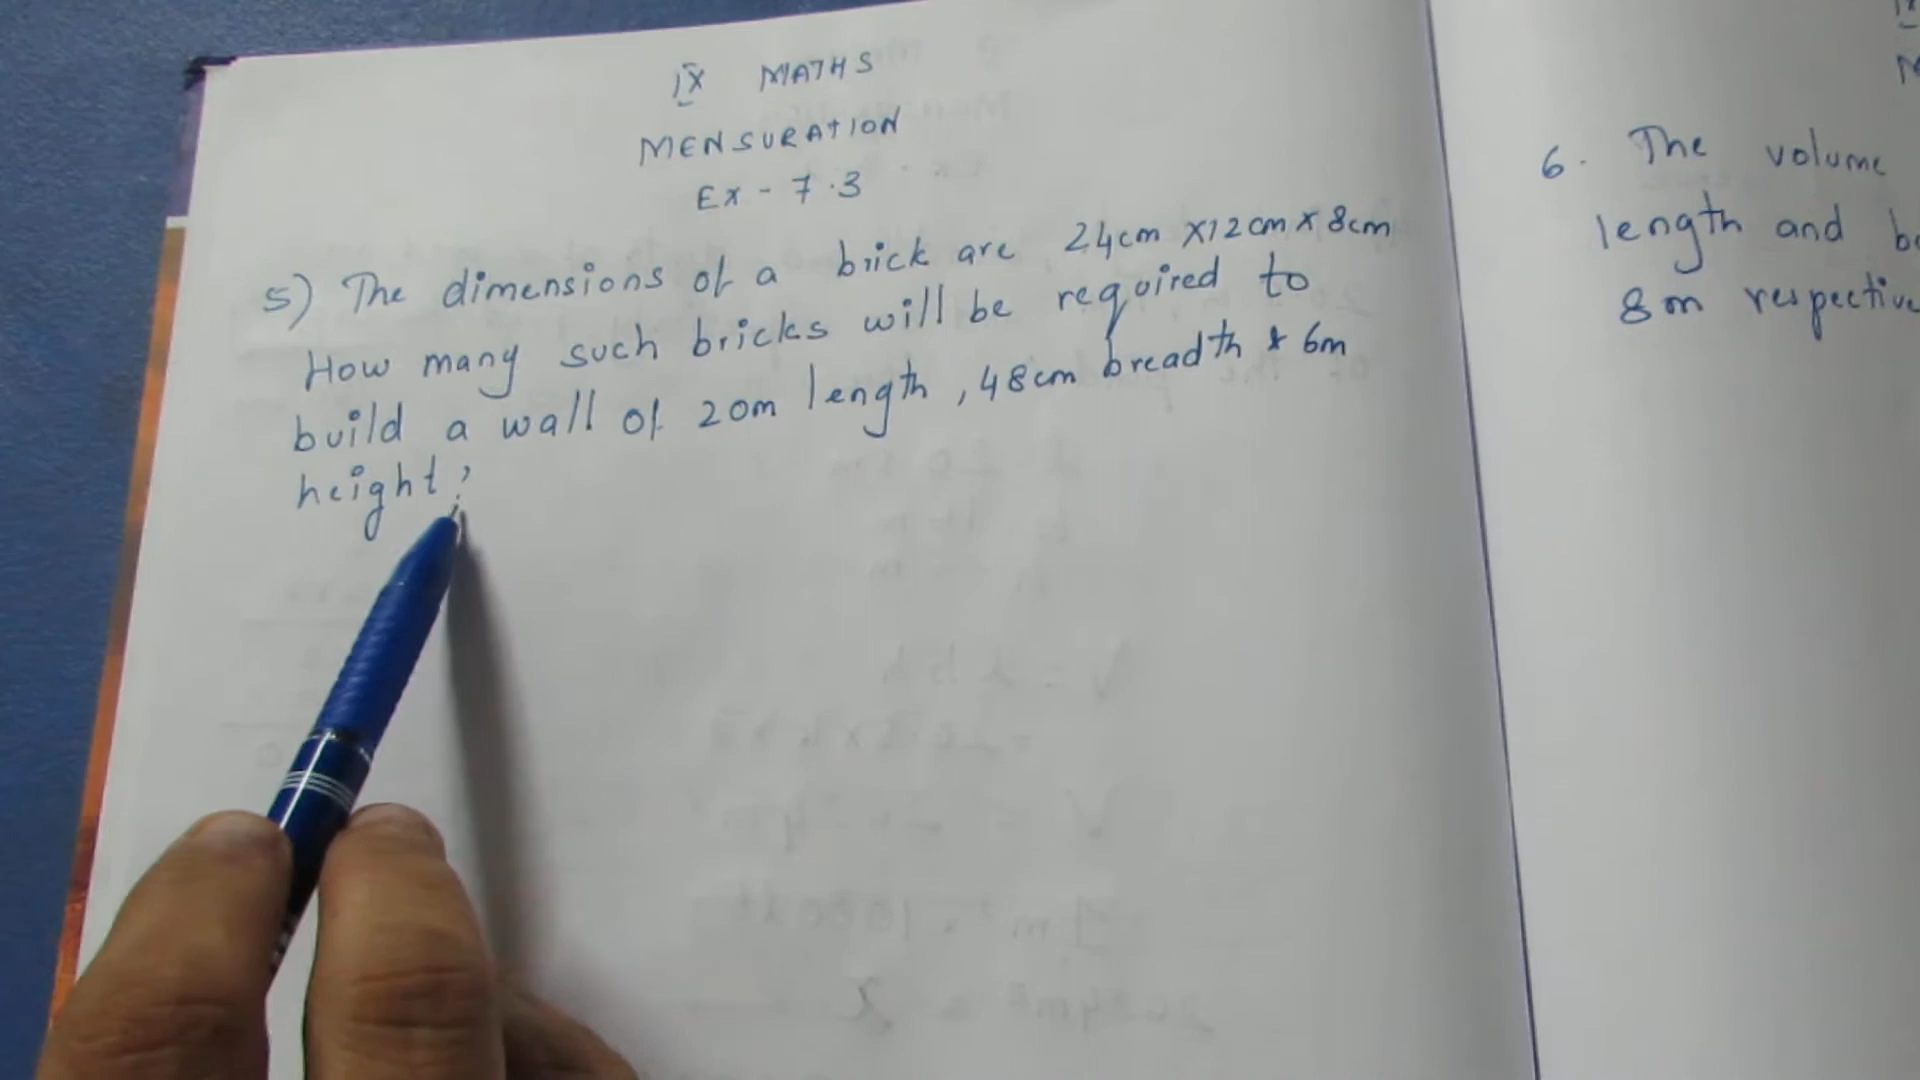 IX MATHS
MENSURATION
Ex - 7.3
5) The dimensions of a brick are 24cm x12cm x 8cm
How many such bricks will be required to
build a wall of 20m length, 48cm breadth & 6m
height?
6. The volume
length and
8m